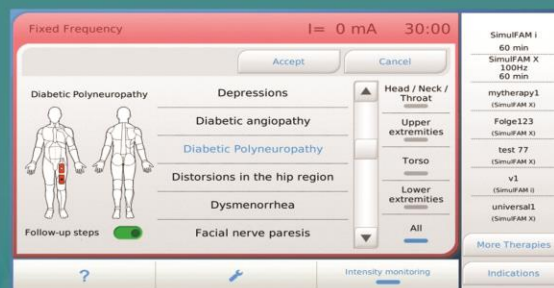 Fixed Frequency
I= 0 mA
30:00
Accept
Cancel
Diabetic Polyneuropathy
Follow-up steps
Depressions
Diabetic angiopathy
Diabetic Polyneuropathy
Distorsions in the hip region
Dysmenorrhea
Facial nerve paresis
Head / Neck /
Throat
Upper
extremities
Torso
Lower
extremities
All
?
Intensity monitoring
SimulFAM i
60 min
SimulFAM X
100Hz
60 min
mytherapy1
(SimulFAM X)
Folge123
(SimulFAM X)
test 77
(SimulFAM X)
v1
(SimulFAM i)
universal1
(SimulFAM X)
More Therapies
Indications